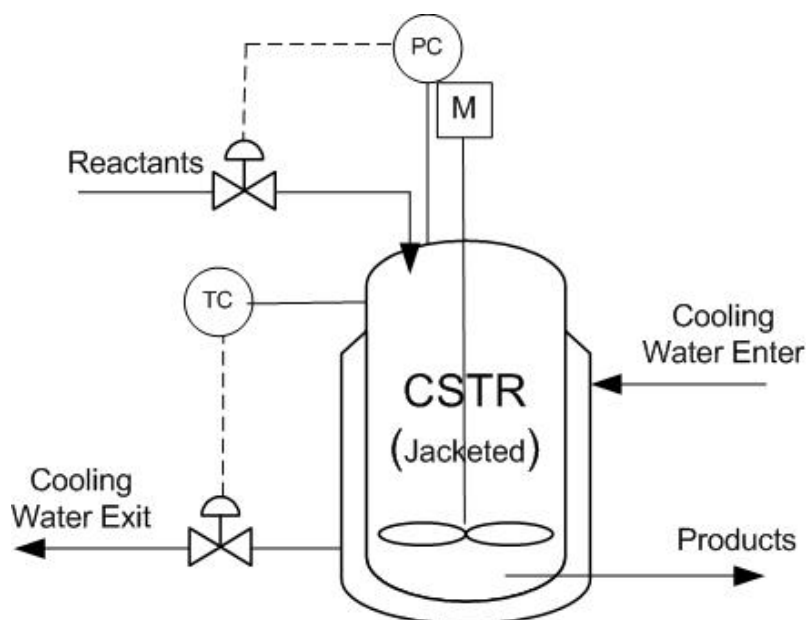 PC
M
Reactants
TC
Cooling
Water Enter
CSTR
(Jacketed)
Cooling
Water Exit
Products